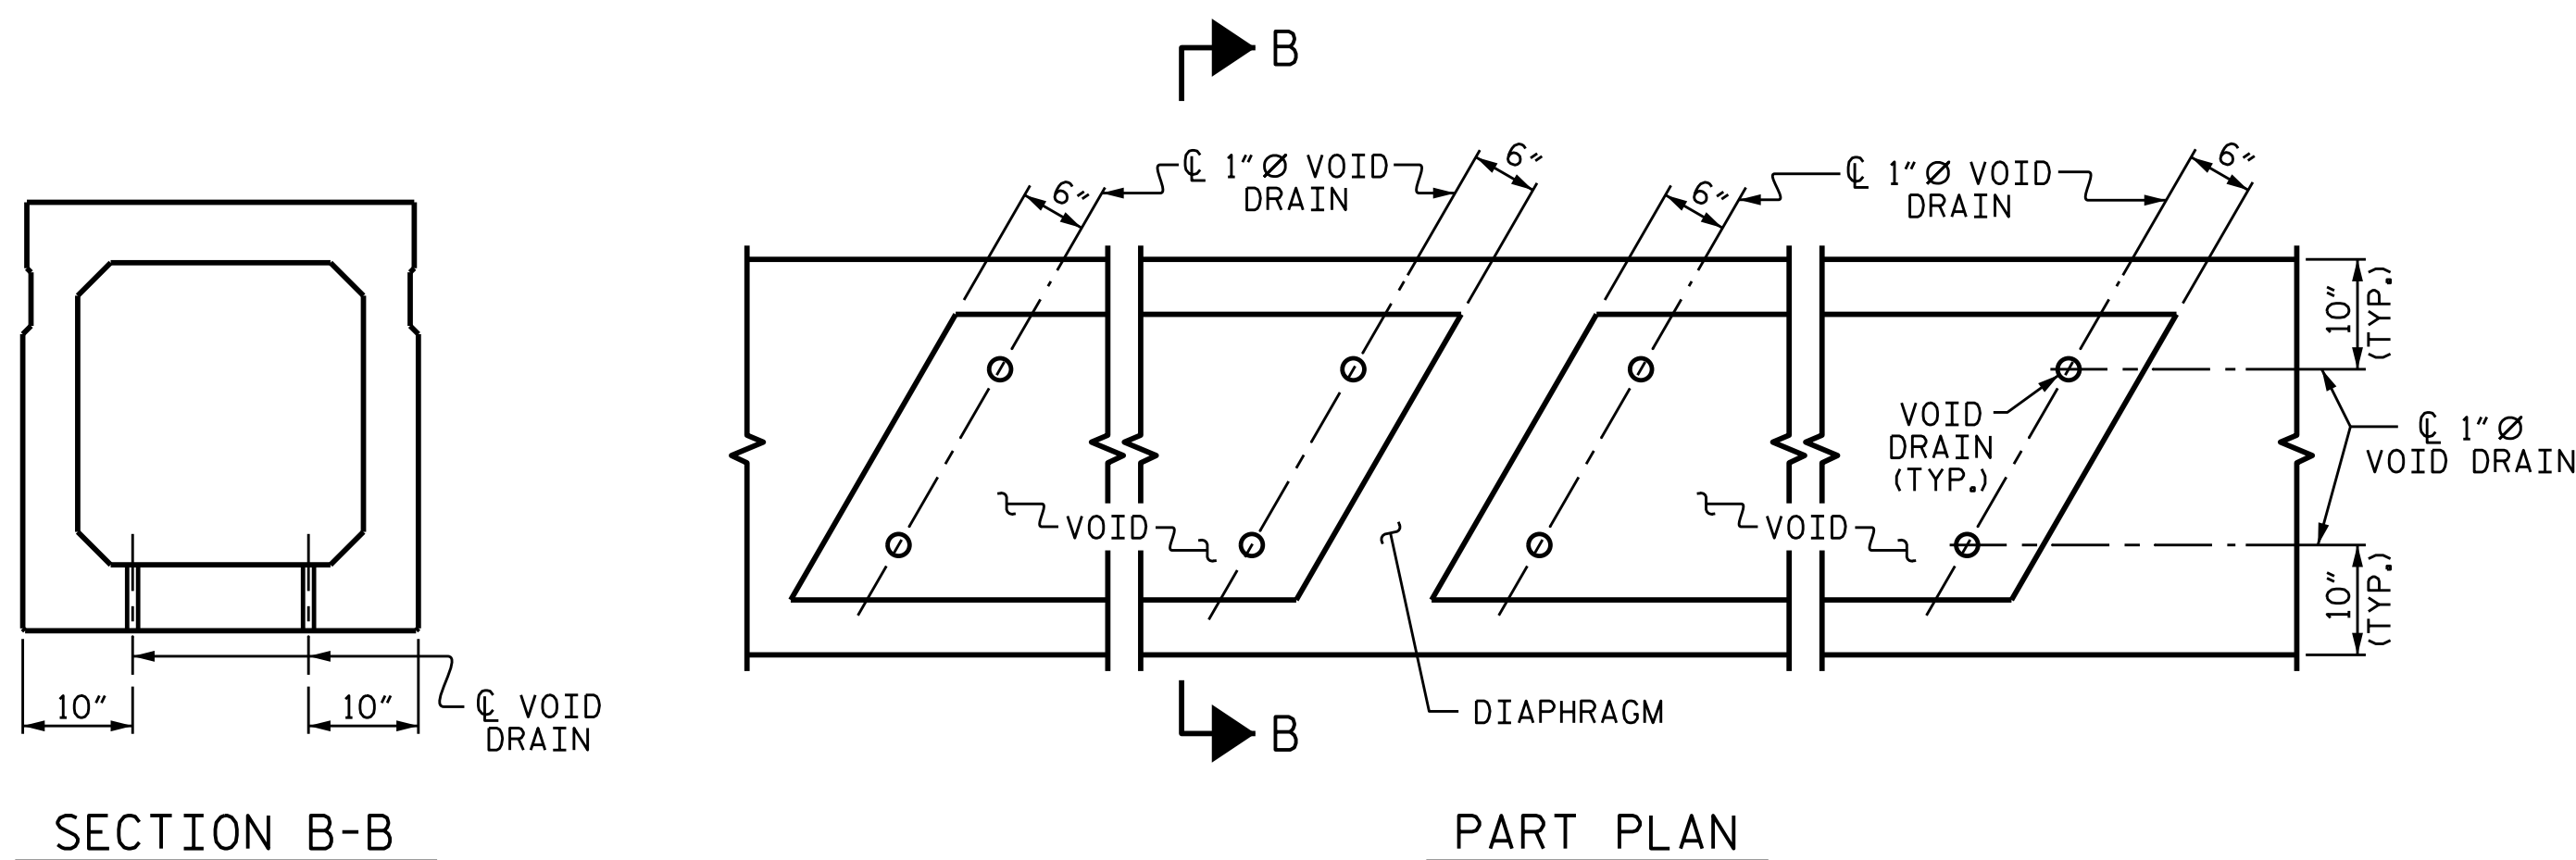 B
℄ 1"Ø VOID
DRAIN
6"
6"
℄ 1"Ø VOID
DRAIN
6"
6"
10"
(TYP.)
VOID
DRAIN
(TYP.)
℄ 1"Ø
VOID DRAIN
VOID
VOID
10"
(TYP.)
10"
10"
℄ VOID
DRAIN
DIAPHRAGM
B
SECTION B-B
PART PLAN